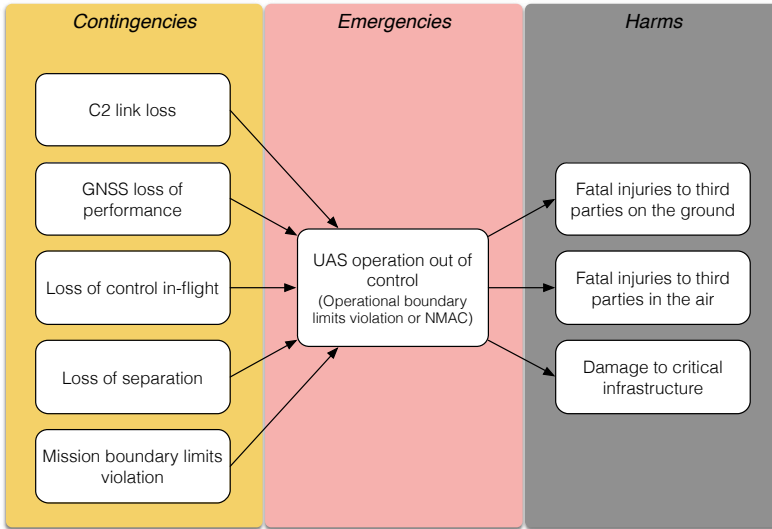 Contingencies
Emergencies
Harms
C2 link loss
GNSS loss of
performance
Loss of control in-flight
Loss of separation
Mission boundary limits
violation
UAS operation out of
control
(Operational boundary
limits violation or NMAC)
Fatal injuries to third
parties on the ground
Fatal injuries to third
parties in the air
Damage to critical
infrastructure